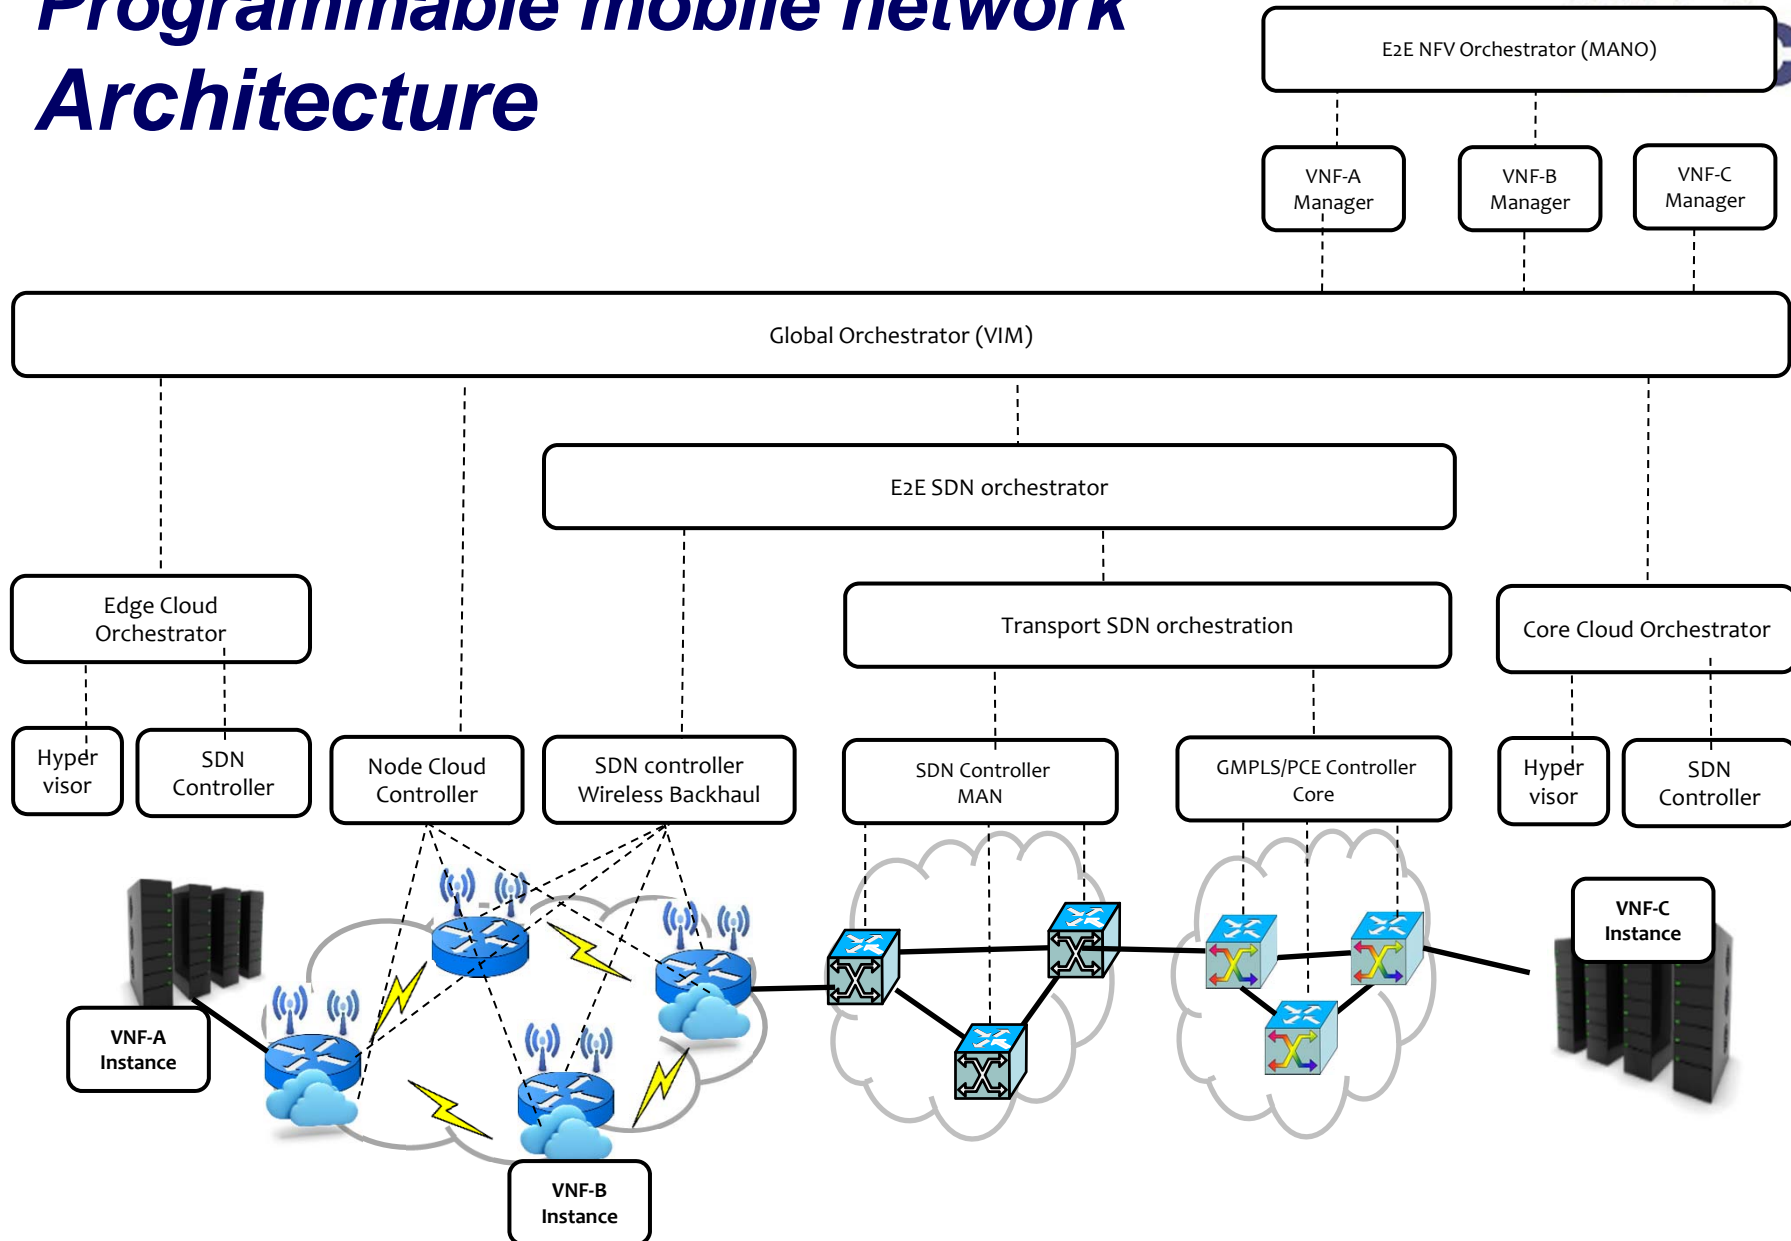 Programmable mobile network
Architecture
E2E NFV Orchestrator (MANO)
VNF-A
Manager
VNF-B
Manager
VNF-C
Manager
Global Orchestrator (VIM)
E2E SDN orchestrator
Edge Cloud
Orchestrator
Transport SDN orchestration
Core Cloud Orchestrator
Hyper
visor
SDN
Controller
Node Cloud
Controller
SDN controller
Wireless Backhaul
SDN Controller
MAN
GMPLS/PCE Controller
Core
Hyper
visor
SDN
Controller
VNF-C
Instance
VNF-A
Instance
VNF-B
Instance